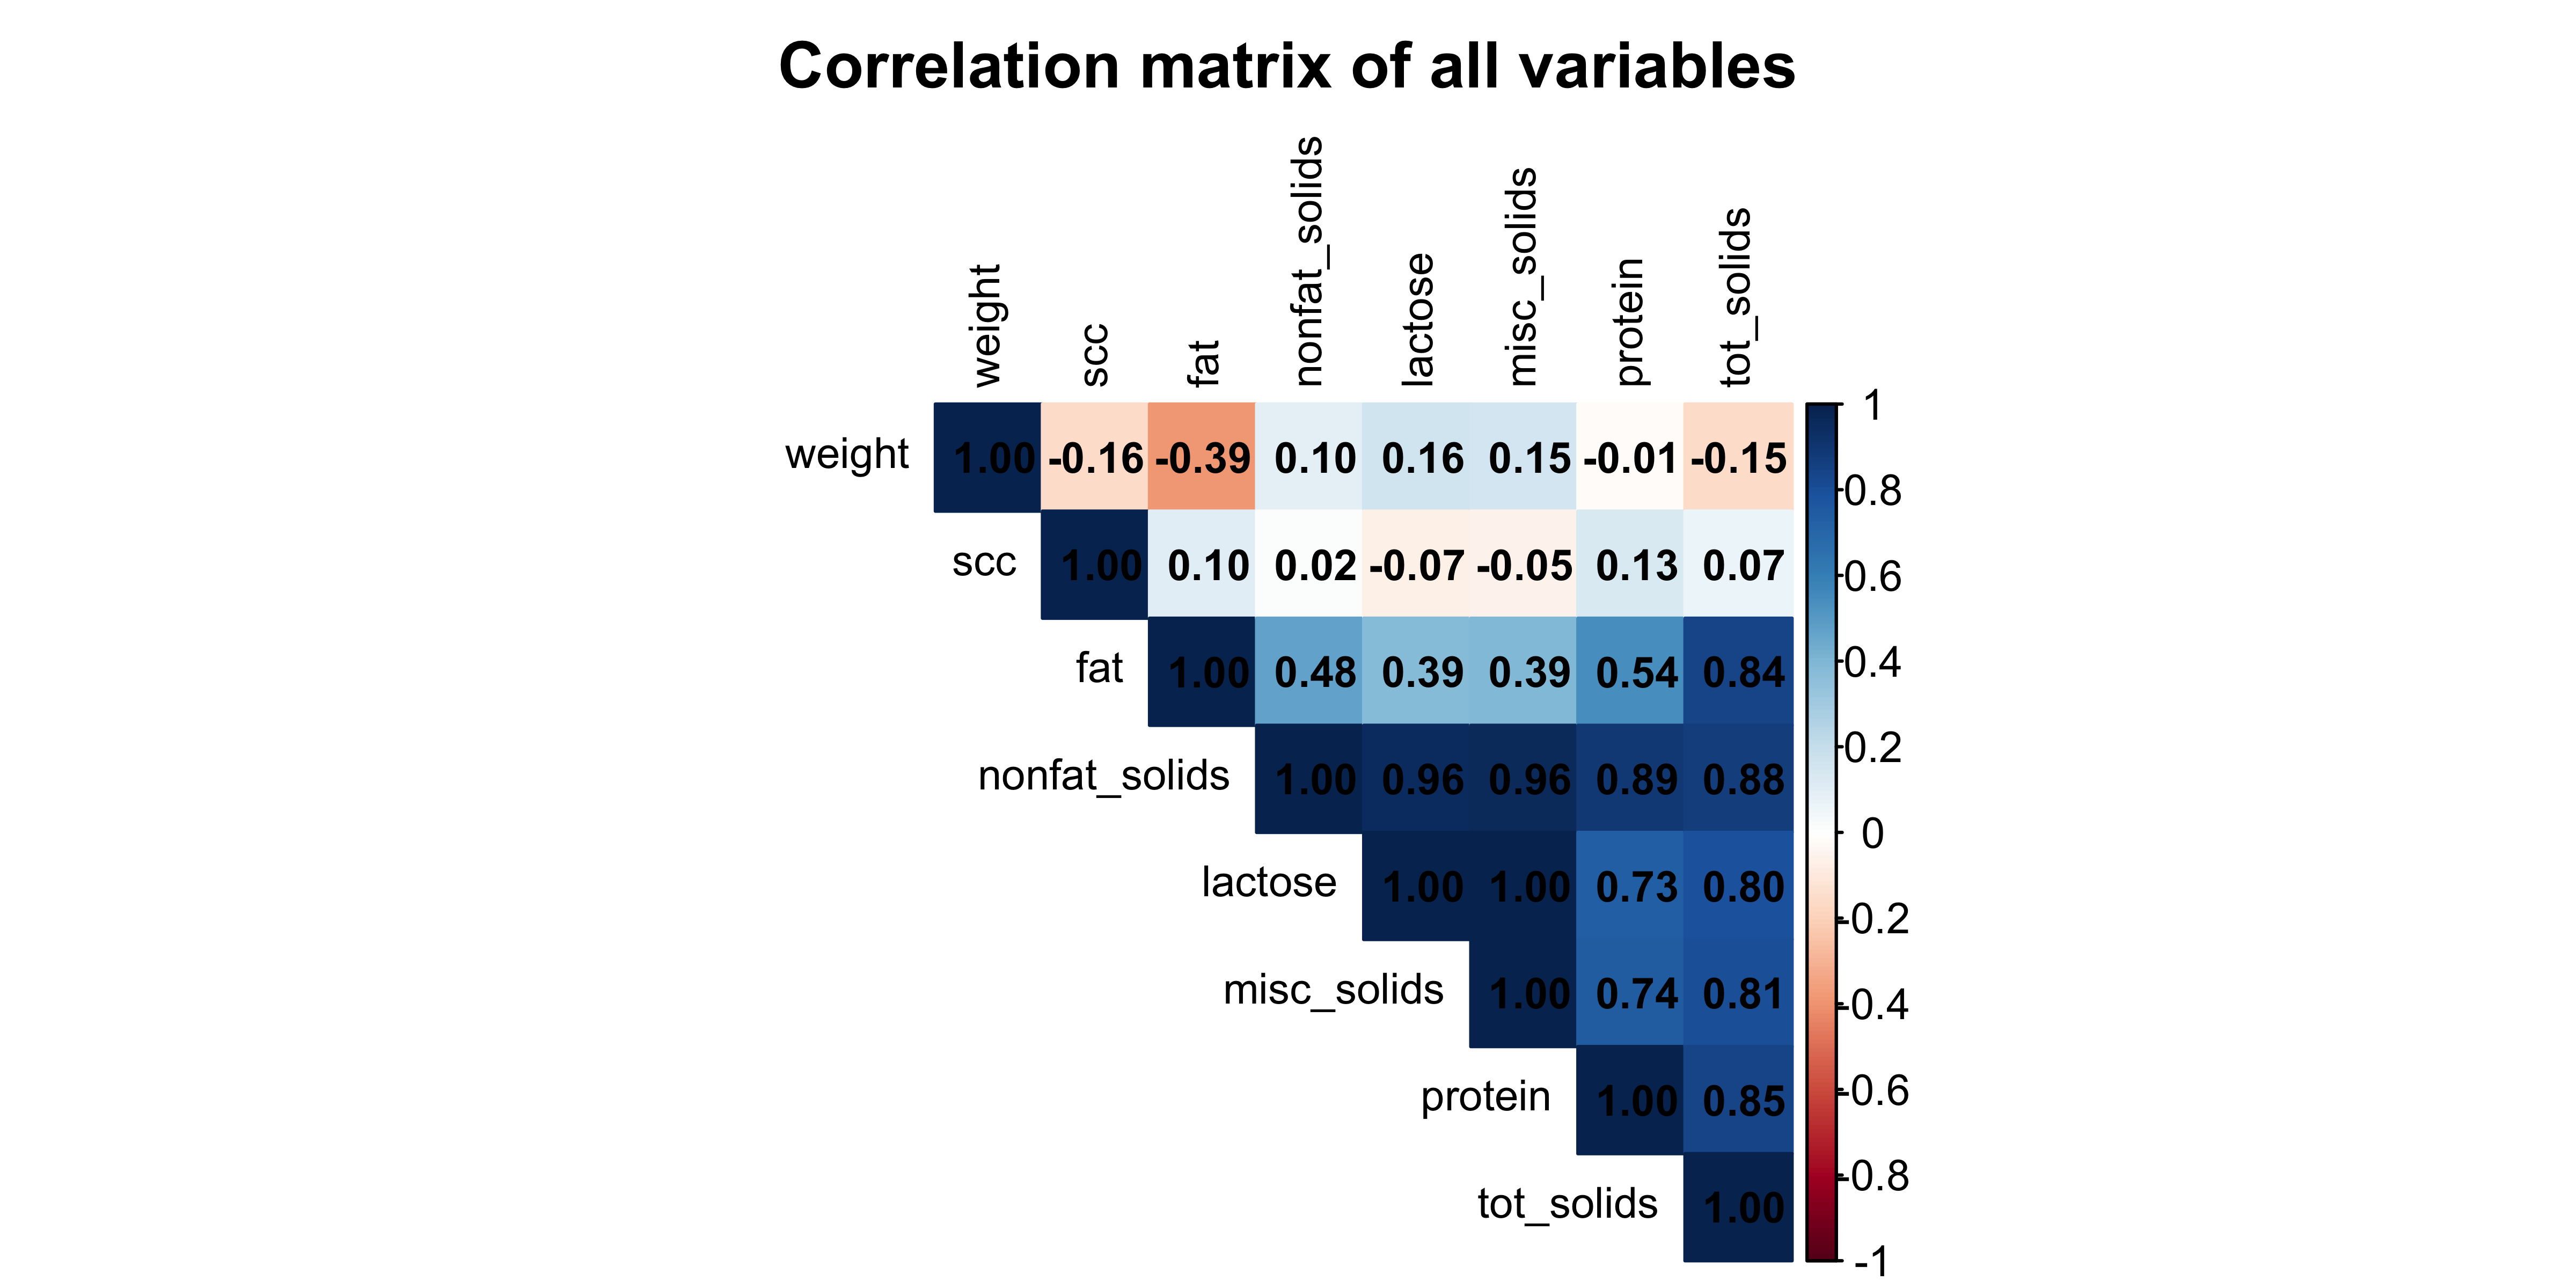 Correlation matrix of all variables
weight scc fat nonfat_solids lactose misc_solids protein tot_solids
weight 1.00 -0.16 -0.39 0.10 0.16 0.15 -0.01 -0.15
scc 1.00 0.10 0.02 -0.07 -0.05 0.13 0.07
fat 1.00 0.48 0.39 0.39 0.54 0.84
nonfat_solids 1.00 0.96 0.96 0.89 0.88
lactose 1.00 1.00 0.73 0.80
misc_solids 1.00 0.74 0.81
protein 1.00 0.85
tot_solids 1.00
1
0.8
0.6
0.4
0.2
0
-0.2
-0.4
-0.6
-0.8
-1